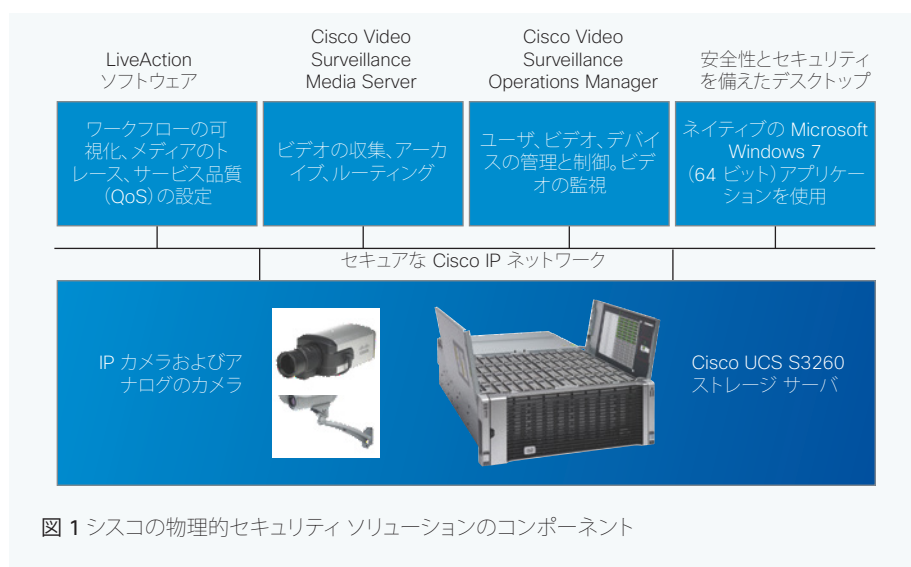 LiveAction
ソフトウェア
Cisco Video
Surveillance
Media Server
Cisco Video
Surveillance
Operations Manager
安全性とセキュリティ
を備えたデスクトップ
ワークフローの可
視化、メディアのト
レース、サービス品質
（QoS）の設定
ビデオの収集、アーカ
イブ、ルーティング
ユーザ、ビデオ、デバイ
スの管理と制御。ビデ
オの監視
ネイティブの Microsoft
Windows 7
（64 ビット）アプリケー
ションを使用
セキュアな Cisco IP ネットワーク
IP カメラおよびア
ナログのカメラ
Cisco UCS S3260
ストレージ サーバ
図 1 シスコの物理的セキュリティ ソリューションのコンポーネント